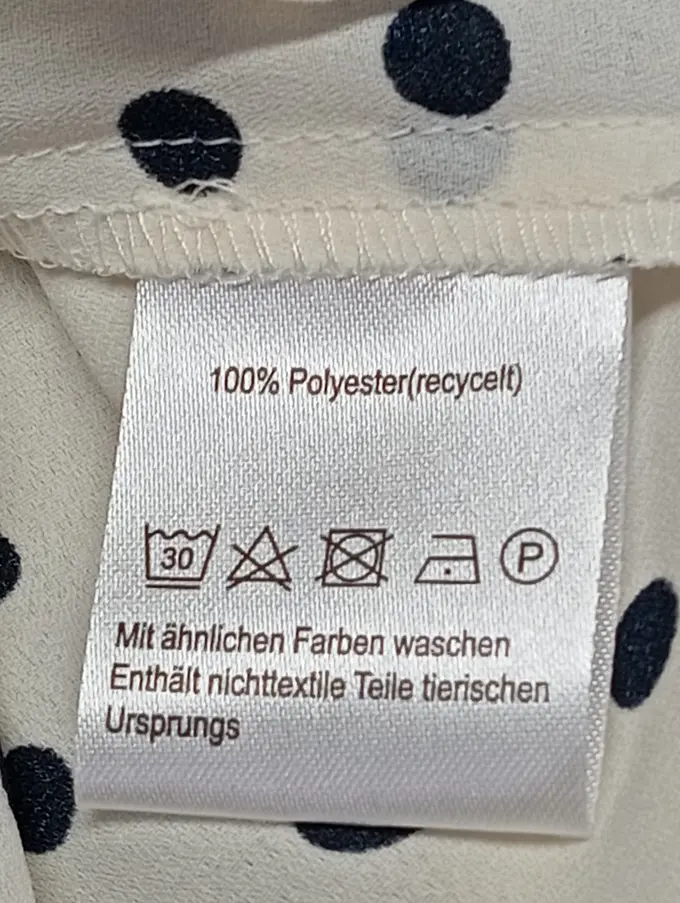 100% Polyester(recycelt)
30 P
Mit ähnlichen Farben waschen
Enthält nichttextile Teile tierischen
Ursprungs